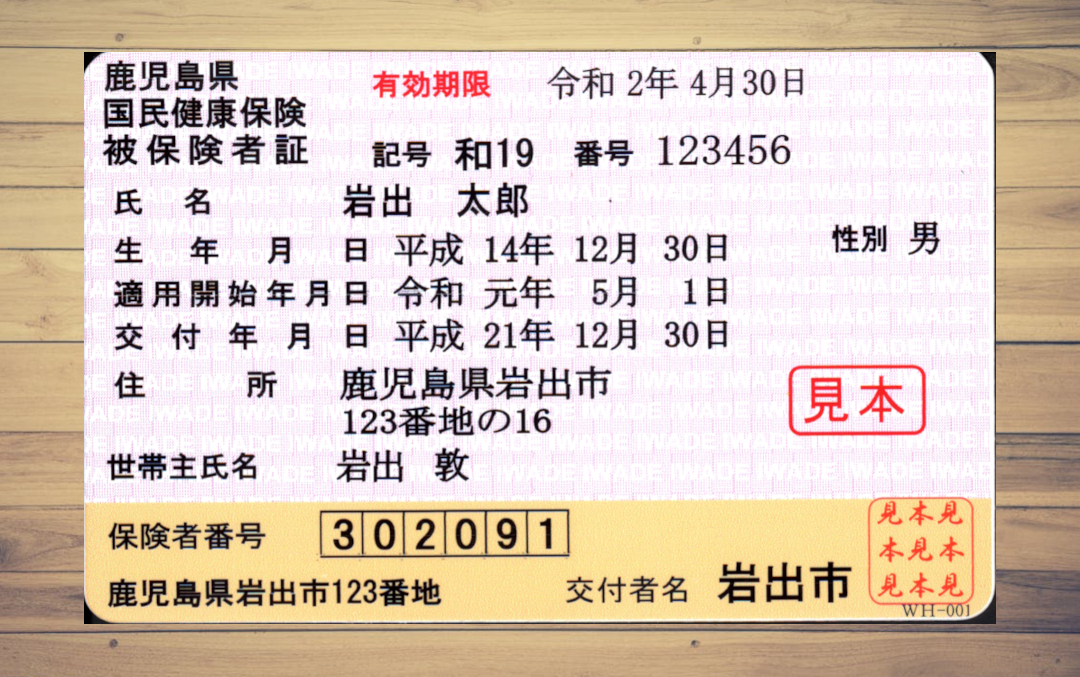 鹿児島県
国民健康保険
被保険者証
有効期限 令和 2年 4月30日
記号 和19 番号 123456
氏名 岩出 太郎
生年月日 平成 14年 12月 30日
性別 男
適用開始年月日 令和 元年 5月 1日
交付年月日 平成 21年 12月 30日
住所 鹿児島県岩出市
123番地の16
見本
世帯主氏名 岩出 敦
保険者番号 302091
鹿児島県岩出市123番地
交付者名 岩出市
見本見
本見本
見本見
WH-001
IWADE IWADE IWADE IWADE IWADE